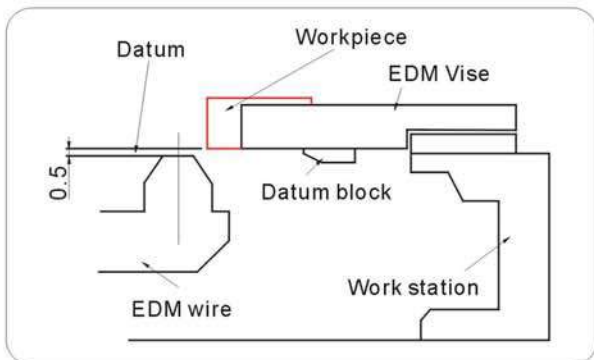 Workpiece
Datum
EDM Vise
0.5
Datum block
EDM wire
Work station